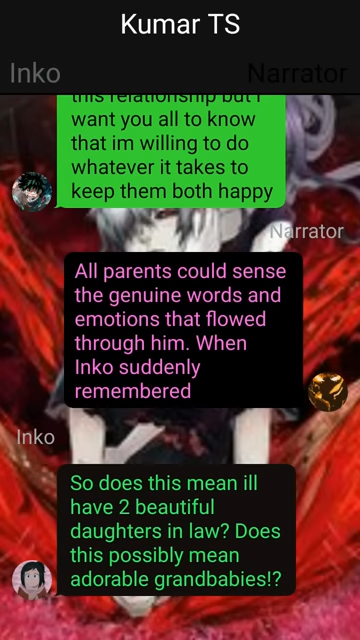 Kumar TS
Inko
Narrator
this relationship but i
want you all to know
that im willing to do
whatever it takes to
keep them both happy
Narrator
All parents could sense
the genuine words and
emotions that flowed
through him. When
Inko suddenly
remembered
Inko
So does this mean ill
have 2 beautiful
daughters in law? Does
this possibly mean
adorable grandbabies!?